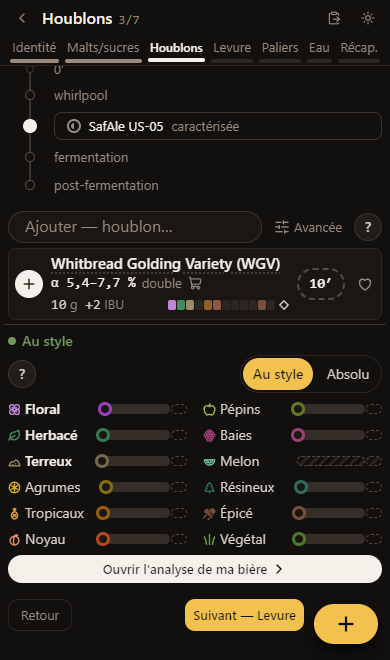 Houblons 3/7
Identité Malts/sucres Houblons Levure Paliers Eau Récap.
0′
whirlpool
SafAle US-05 caractérisée
fermentation
post-fermentation
Ajouter — houblon... Avancée ?
Whitbread Golding Variety (WGV)
α 5,4–7,7 % double
10 g +2 IBU
10′
Au style
? Au style Absolu
Floral Pépins
Herbacé Baies
Terreux Melon
Agrumes Résineux
Tropicaux Épicé
Noyau Végétal
Ouvrir l'analyse de ma bière
Retour Suivant — Levure